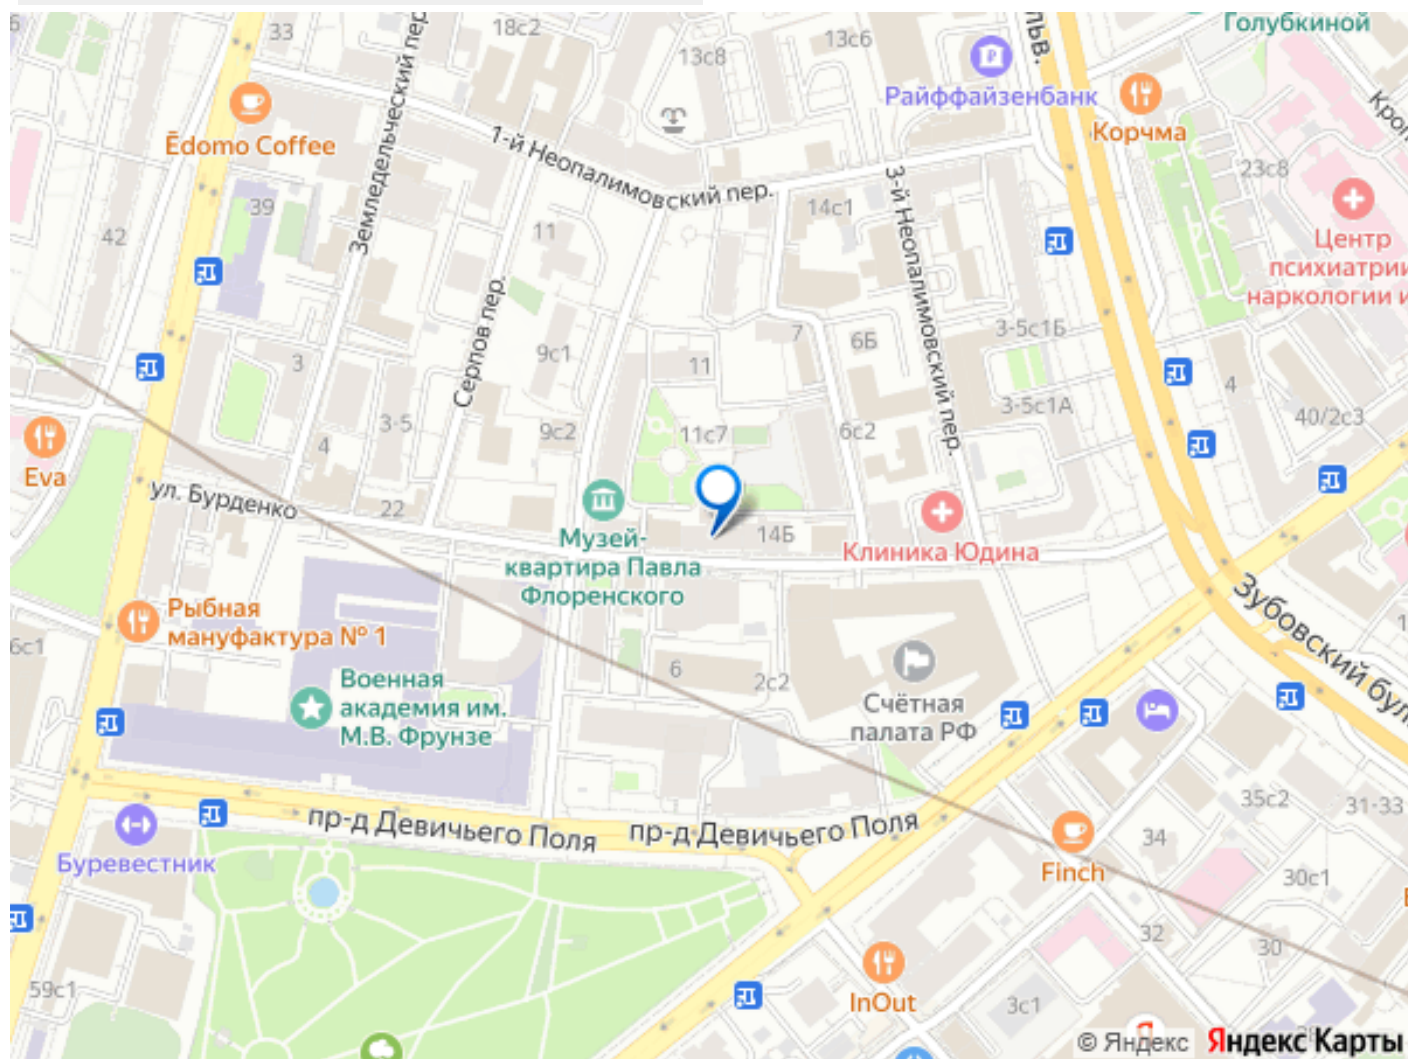 33
18с2
13с8
13с6
Голубкиной
Райффайзенбанк
Корчма
Ēdomo Coffee
Земледельческий пер.
1-й Неопалимовский пер.
3-й Неопалимовский пер.
23с8
39
42
11
14с1
Центр
психиатрии
наркологии и
Серпов пер.
7
6Б
3-5с1Б
9с1
3
11
4
3-5
9с2
11с7
6с2
3-5с1А
40/2с3
4
Eva
ул. Бурденко
22
Музей-
квартира Павла
Флоренского
14Б
Клиника Юдина
Рыбная
мануфактура № 1
6с1
Военная
академия им.
М.В. Фрунзе
6
2с2
Счётная
палата РФ
Зубовский бул
пр-д Девичьего Поля
пр-д Девичьего Поля
Буревестник
35с2
31-33
34
Finch
30с1
32
30
59с1
InOut
3с1
© Яндекс
Яндекс Карты